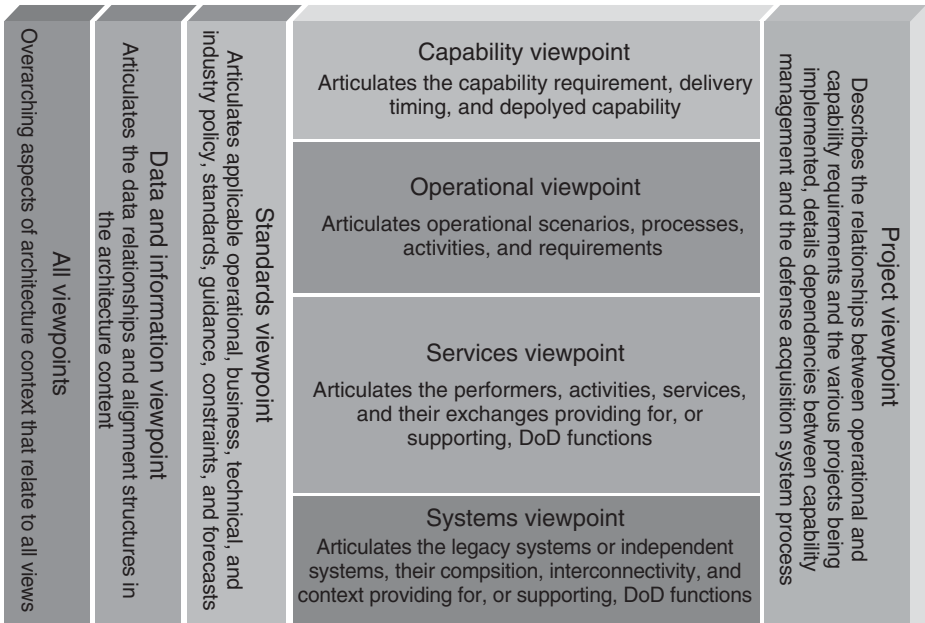 All viewpoints
Overarching aspects of architecture context that relate to all views
Data and information viewpoint
Articulates the data relationships and alignment structures in
the architecture content
Standards viewpoint
Articulates applicable operational, business, technical, and
industry policy, standards, guidance, constraints, and forecasts
Capability viewpoint
Articulates the capability requirement, delivery
timing, and depolyed capability
Operational viewpoint
Articulates operational scenarios, processes,
activities, and requirements
Services viewpoint
Articulates the performers, activities, services,
and their exchanges providing for, or
supporting, DoD functions
Systems viewpoint
Articulates the legacy systems or independent
systems, their compsition, interconnectivity, and
context providing for, or supporting, DoD functions
Project viewpoint
Describes the relationships between operational and
capability requirements and the various projects being
implemented, details dependencies between capability
management and the defense acquisition system process